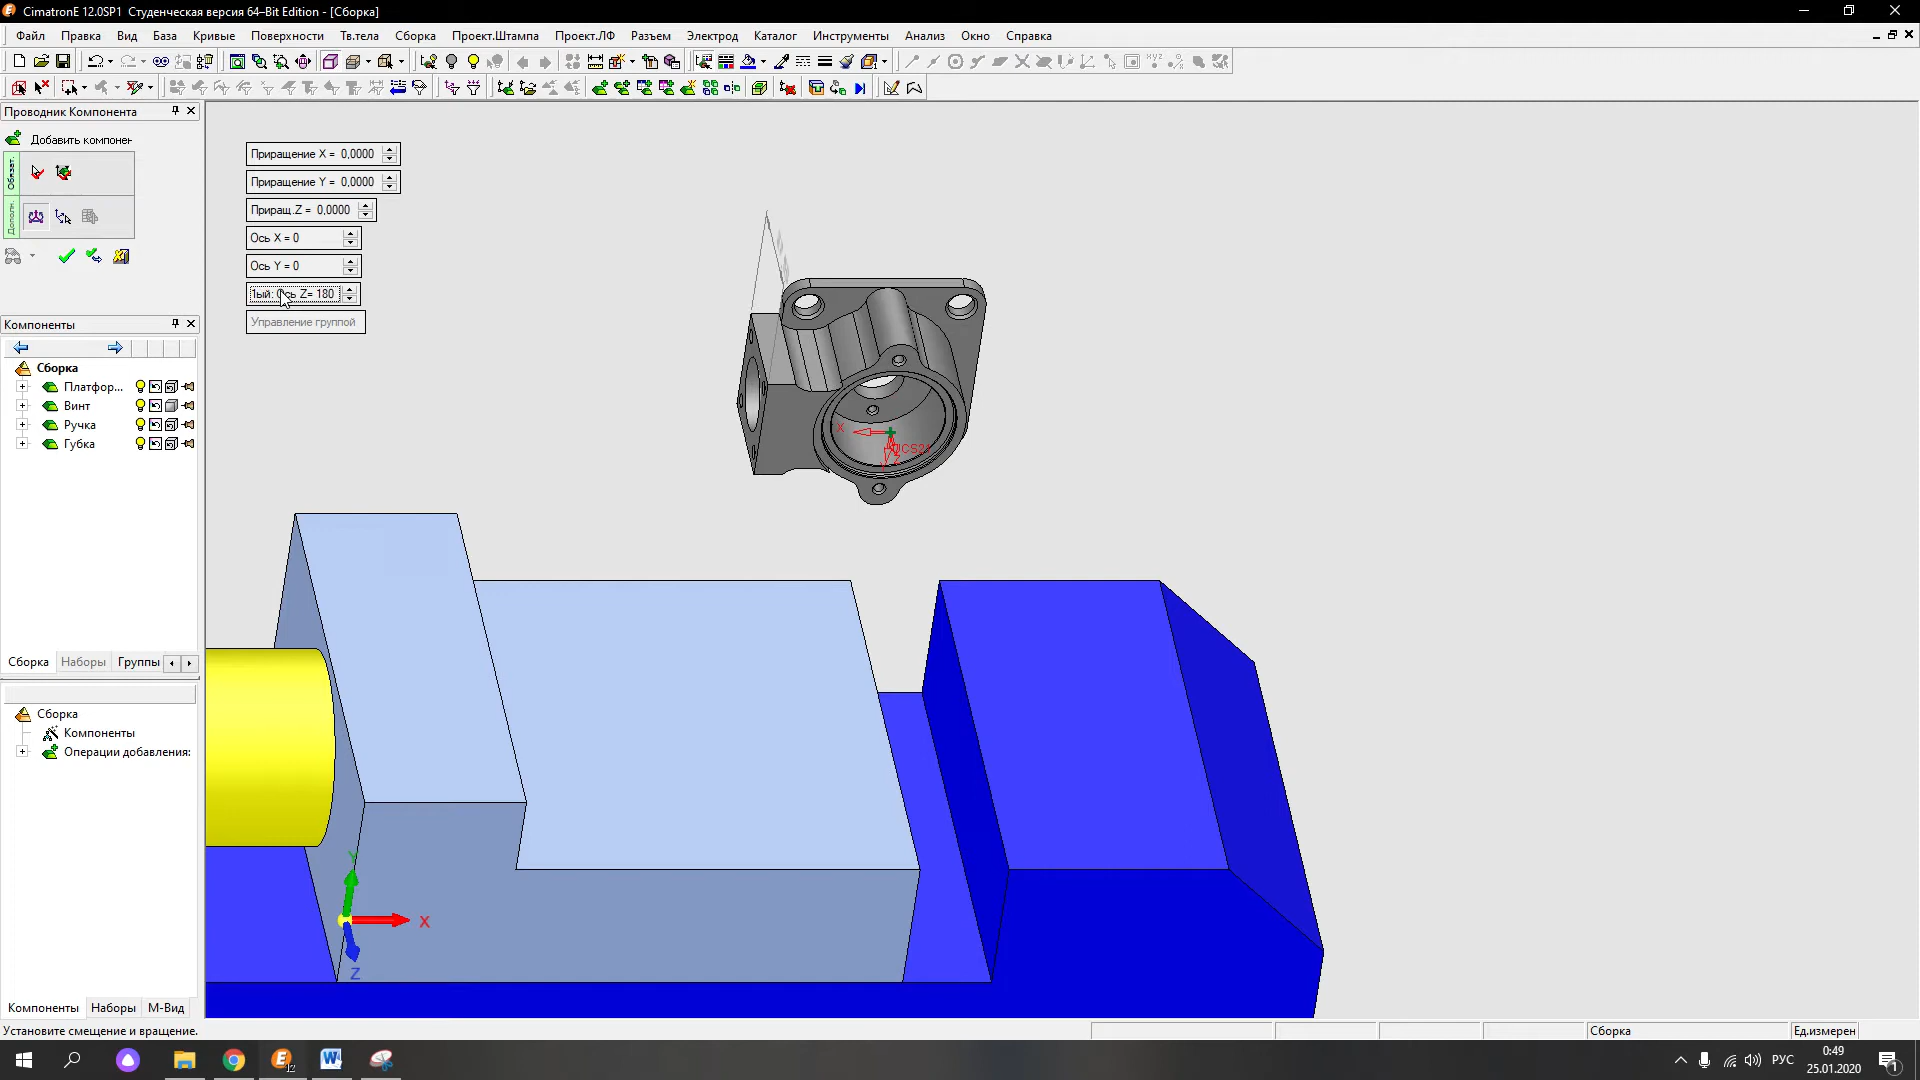 CimatronE 12.0SP1 Студенческая версия 64–Bit Edition - [Сборка]
Файл Правка Вид База Кривые Поверхности Тв.тела Сборка Проект.Штампа Проект.ЛФ Разъем Электрод Каталог Инструменты Анализ Окно Справка
Проводник Компонента
Добавить компонен
Обязат.
Дополн.
Приращение X = 0,0000
Приращение Y = 0,0000
Приращ.Z = 0,0000
Ось X = 0
Ось Y = 0
1ый: Ось Z= 180
Управление группой
Компоненты
Сборка
Платфор...
Винт
Ручка
Губка
Сборка Наборы Группы
Сборка
Компоненты
Операции добавления:
Компоненты Наборы М-Вид
X
Y
X
Z
Установите смещение и вращение.
Сборка
Ед.измерен
РУС
0:49
25.01.2020